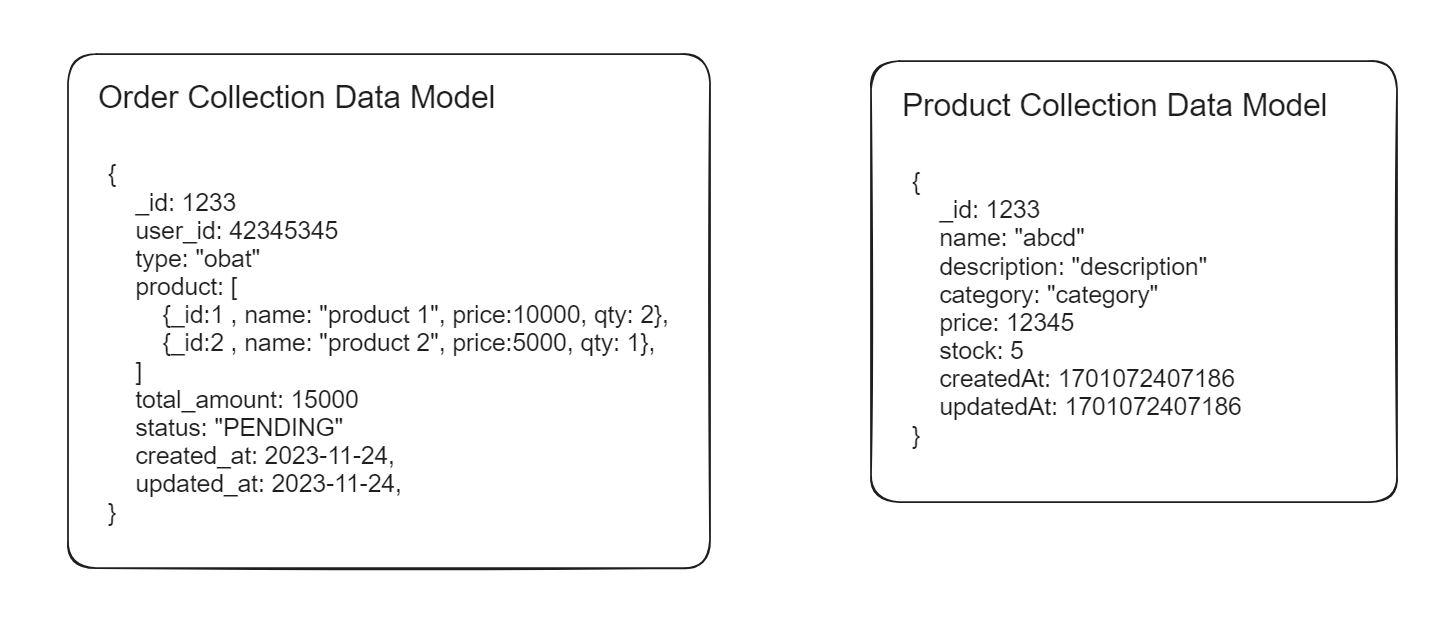 Order Collection Data Model
{
_id: 1233
user_id: 42345345
type: "obat"
product: [
{_id:1 , name: "product 1", price:10000, qty: 2},
{_id:2 , name: "product 2", price:5000, qty: 1},
]
total_amount: 15000
status: "PENDING"
created_at: 2023-11-24,
updated_at: 2023-11-24,
}
Product Collection Data Model
{
_id: 1233
name: "abcd"
description: "description"
category: "category"
price: 12345
stock: 5
createdAt: 1701072407186
updatedAt: 1701072407186
}